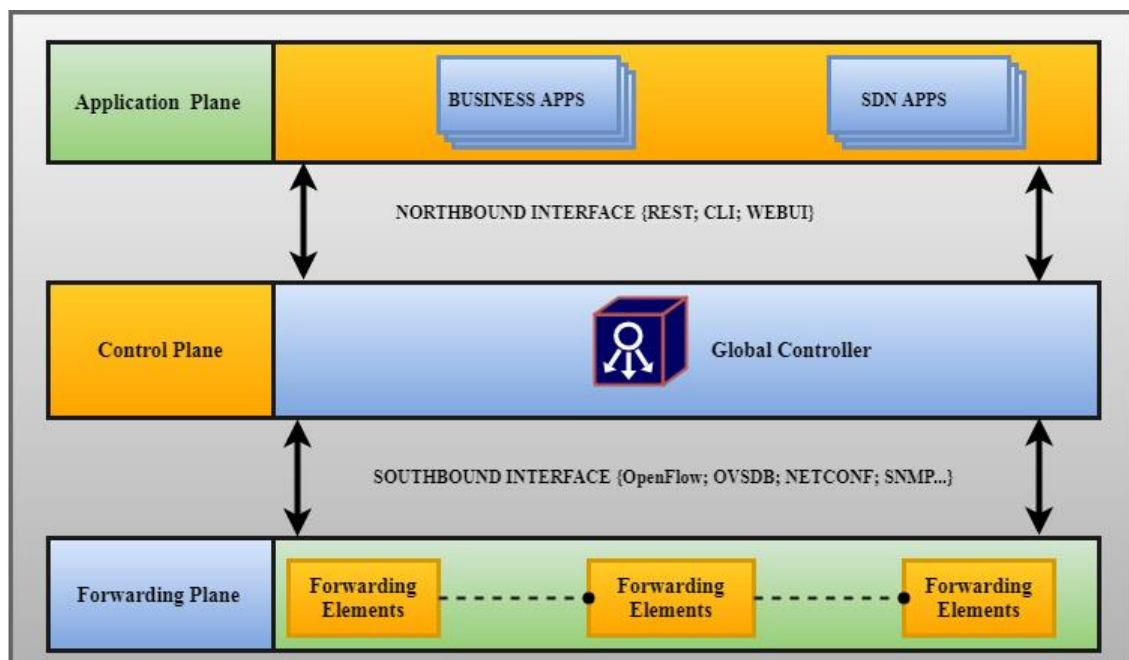 Application Plane
BUSINESS APPS
SDN APPS
NORTHBOUND INTERFACE {REST; CLI; WEBUI}
Control Plane
Global Controller
SOUTHBOUND INTERFACE {OpenFlow; OVSDB; NETCONF; SNMP...}
Forwarding Plane
Forwarding
Elements
Forwarding
Elements
Forwarding
Elements